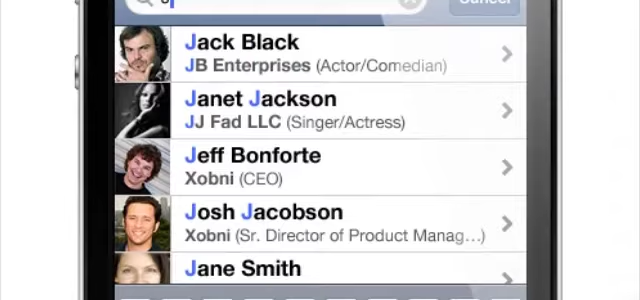 Cancel
Jack Black
JB Enterprises (Actor/Comedian)
Janet Jackson
JJ Fad LLC (Singer/Actress)
Jeff Bonforte
Xobni (CEO)
Josh Jacobson
Xobni (Sr. Director of Product Manag...)
Jane Smith